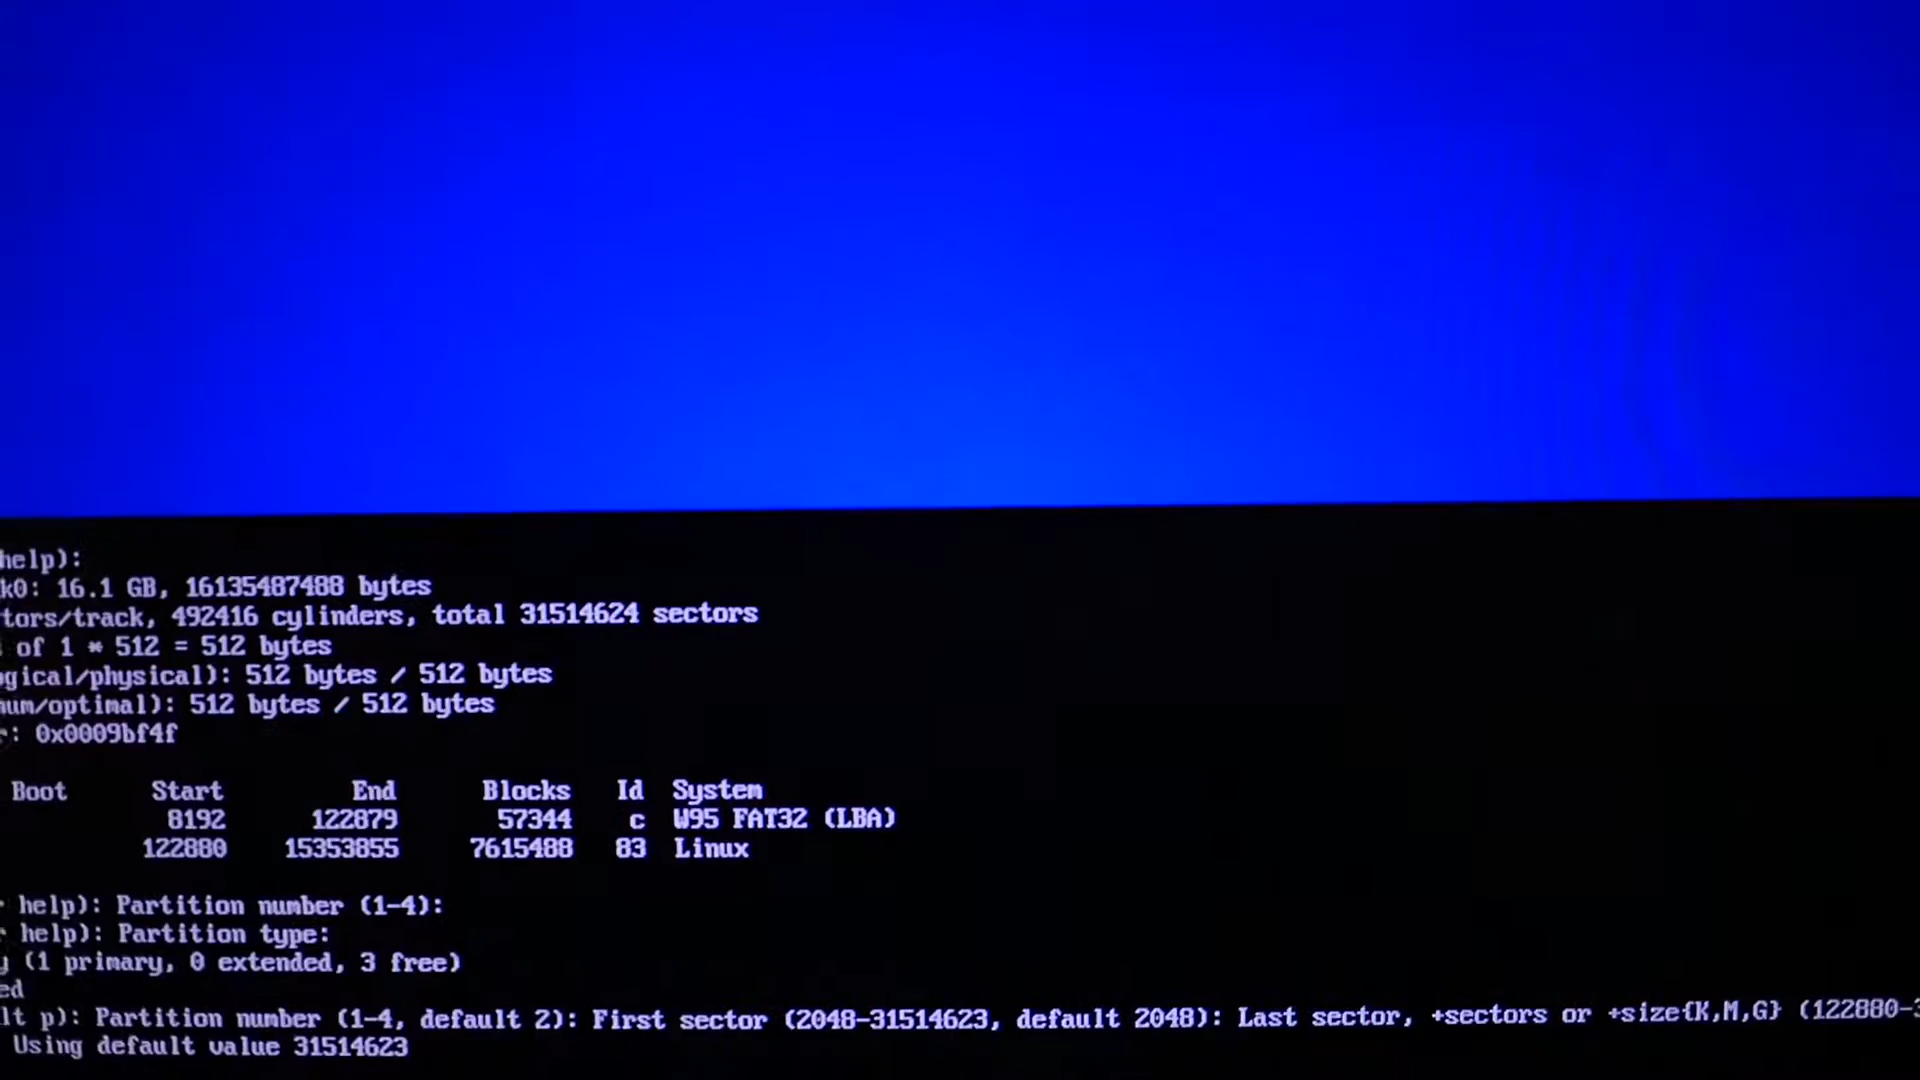 help):
k0: 16.1 GB, 16135487488 bytes
tors/track, 492416 cylinders, total 31514624 sectors
of 1 * 512 = 512 bytes
gical/physical): 512 bytes / 512 bytes
mum/optimal): 512 bytes / 512 bytes
r: 0x0009bf4f
Boot Start End Blocks Id System
8192 122879 57344 c W95 FAT32 (LBA)
122880 15353855 7615488 83 Linux
r help): Partition number (1-4):
r help): Partition type:
y (1 primary, 0 extended, 3 free)
ed
lt p): Partition number (1-4, default 2): First sector (2048-31514623, default 2048): Last sector, +sectors or +size{K,M,G} (122880-3
Using default value 31514623